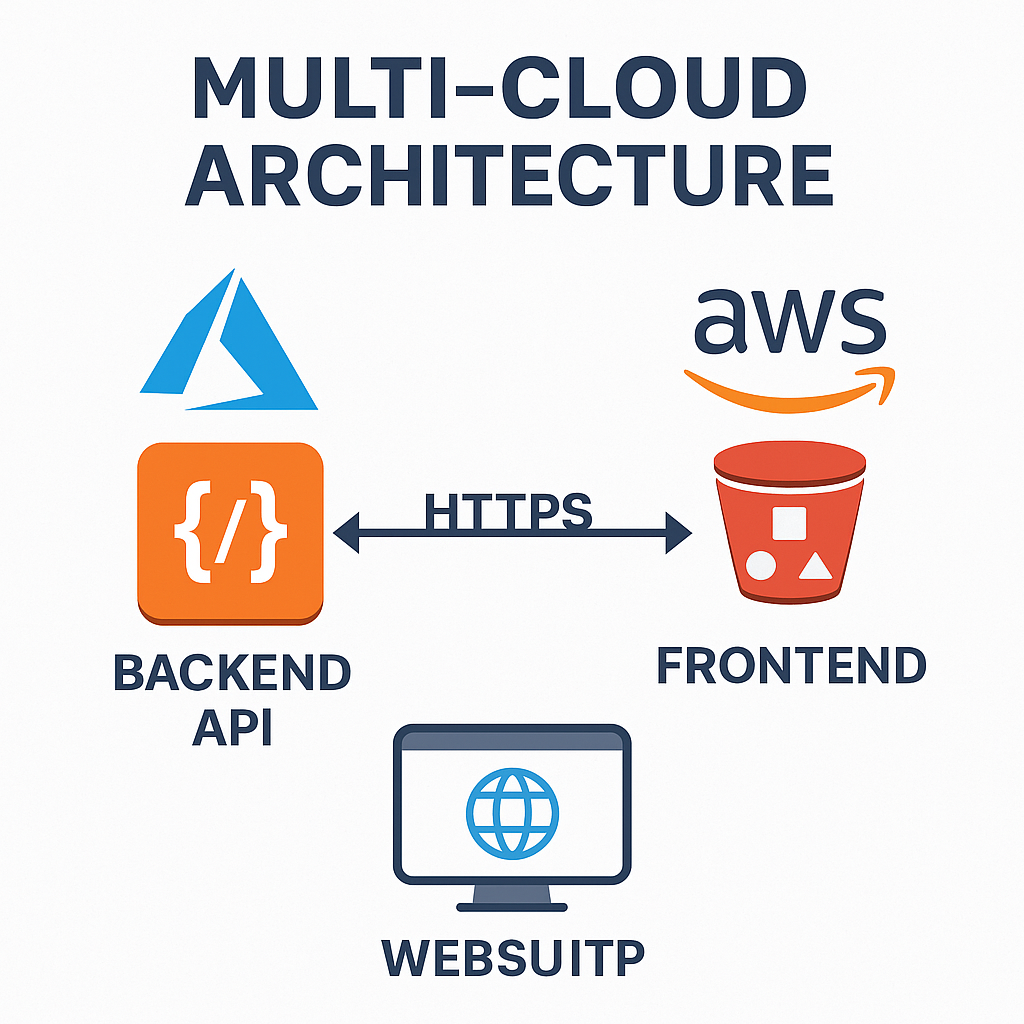 MULTI–CLOUD
ARCHITECTURE
aws
{/}
HTTPS
BACKEND
API
FRONTEND
WEBSUITP